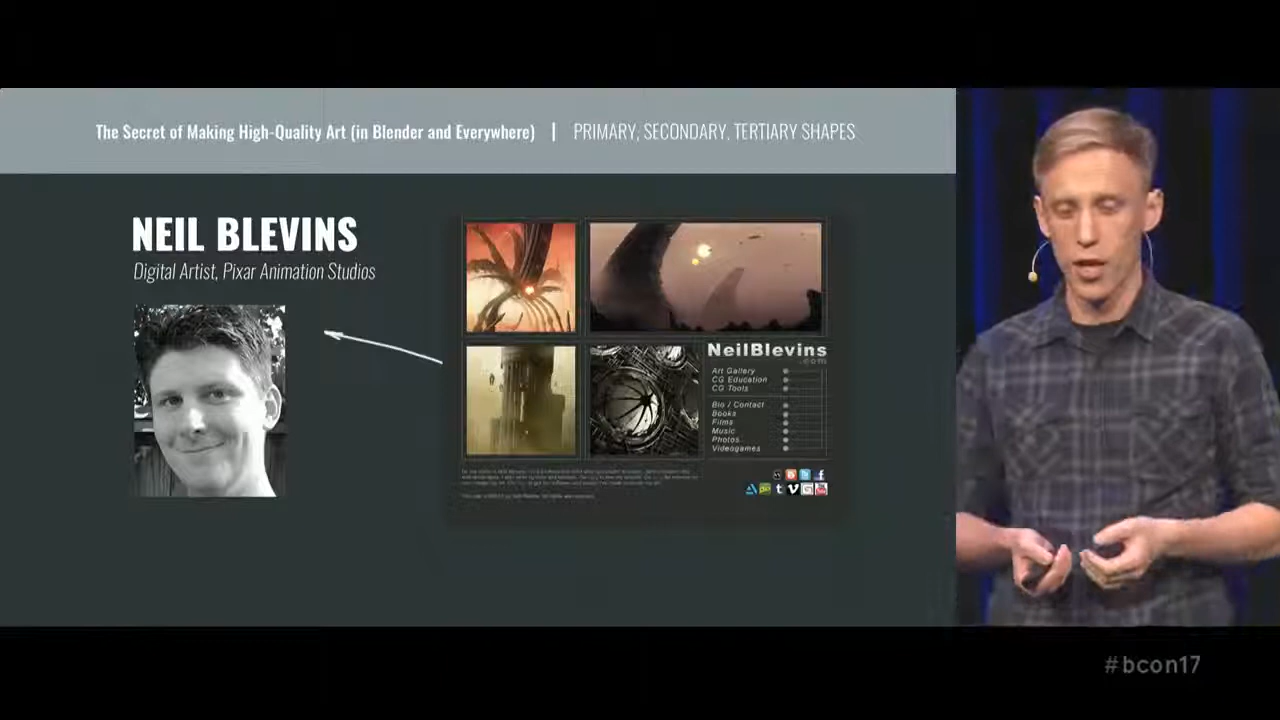 The Secret of Making High-Quality Art (in Blender and Everywhere) | PRIMARY, SECONDARY, TERTIARY SHAPES
NEIL BLEVINS
Digital Artist, Pixar Animation Studios
NeilBlevins
.com
Art Gallery
CG Education
CG Tools
Bio / Contact
Books
Films
Music
Photos
Videogames
#bcon17